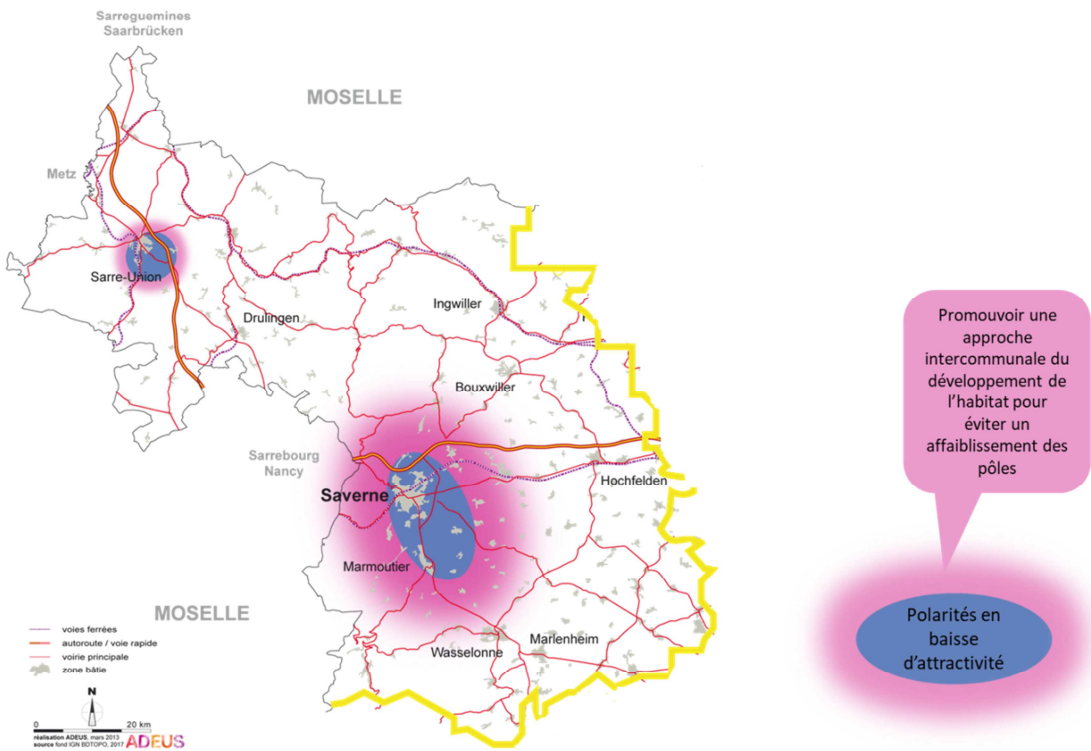 Sarreguemines
Saarbrücken
MOSELLE
Metz
Sarre-Union
Drulingen
Ingwiller
Bouxwiller
Sarrebourg
Nancy
Saverne
Hochfelden
Marmoutier
MOSELLE
Wasselonne
Marlenheim
voies ferrées
autoroute / voie rapide
voirie principale
zone bâtie
N
0 20 km
réalisation ADEUS, mars 2013
source fond IGN BDTOPO, 2017 ADEUS
Promouvoir une
approche
intercommunale du
développement de
l'habitat pour
éviter un
affaiblissement des
pôles
Polarités en
baisse
d'attractivité